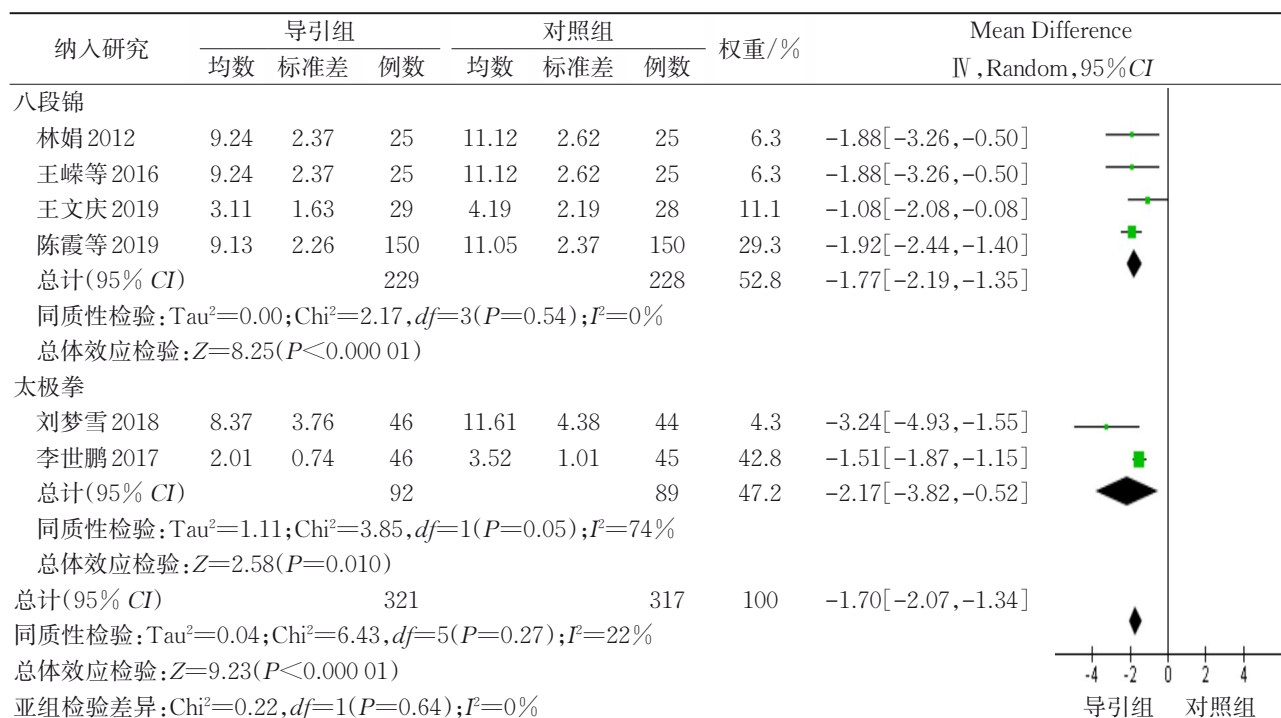 纳入研究 导引组 对照组 权重/% Mean Difference
均数 标准差 例数 均数 标准差 例数 Ⅳ,Random,95%CI
八段锦
林娟2012 9.24 2.37 25 11.12 2.62 25 6.3 -1.88[-3.26,-0.50]
王嵘等2016 9.24 2.37 25 11.12 2.62 25 6.3 -1.88[-3.26,-0.50]
王文庆2019 3.11 1.63 29 4.19 2.19 28 11.1 -1.08[-2.08,-0.08]
陈霞等2019 9.13 2.26 150 11.05 2.37 150 29.3 -1.92[-2.44,-1.40]
总计(95% CI) 229 228 52.8 -1.77[-2.19,-1.35]
同质性检验:Tau²=0.00;Chi²=2.17,df=3(P=0.54);I²=0%
总体效应检验:Z=8.25(P<0.000 01)
太极拳
刘梦雪2018 8.37 3.76 46 11.61 4.38 44 4.3 -3.24[-4.93,-1.55]
李世鹏2017 2.01 0.74 46 3.52 1.01 45 42.8 -1.51[-1.87,-1.15]
总计(95% CI) 92 89 47.2 -2.17[-3.82,-0.52]
同质性检验:Tau²=1.11;Chi²=3.85,df=1(P=0.05);I²=74%
总体效应检验:Z=2.58(P=0.010)
总计(95% CI) 321 317 100 -1.70[-2.07,-1.34]
同质性检验:Tau²=0.04;Chi²=6.43,df=5(P=0.27);I²=22%
总体效应检验:Z=9.23(P<0.000 01)
-4 -2 0 2 4
亚组检验差异:Chi²=0.22,df=1(P=0.64);I²=0% 导引组 对照组